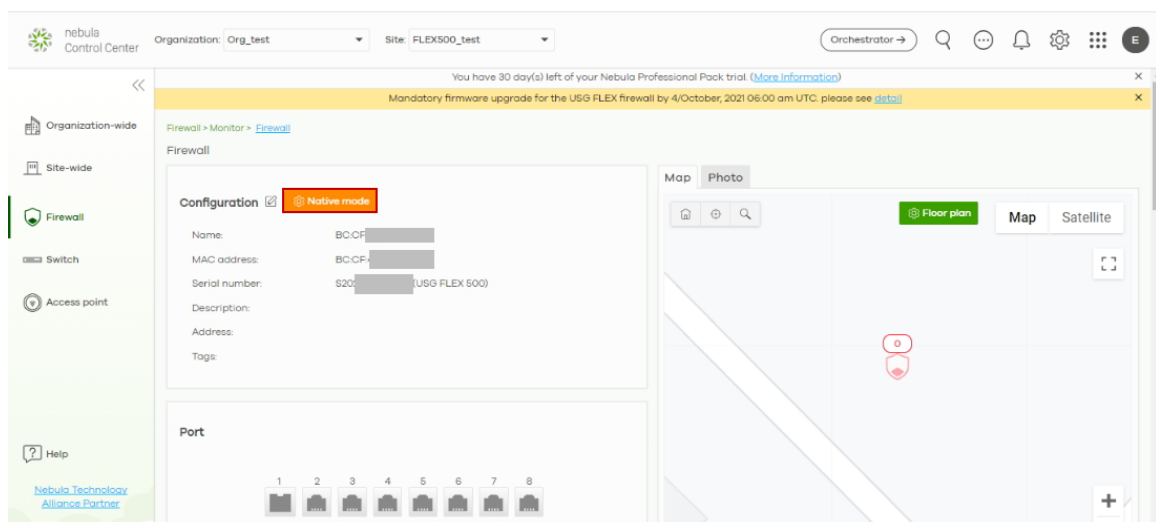 nebula
Control Center
Organization: Org_test
Site: FLEX500_test
Orchestrator →
E
You have 30 day(s) left of your Nebula Professional Pack trial. (More Information)
×
Mandatory firmware upgrade for the USG FLEX firewall by 4/October, 2021 06:00 am UTC. please see detail
×
Organization-wide
Site-wide
Firewall
Switch
Access point
? Help
Nebula Technology
Alliance Partner
Firewall > Monitor > Firewall
Firewall
Configuration
Native mode
Name: BC:CF
MAC address: BC:CF:
Serial number: S20 (USG FLEX 500)
Description:
Address:
Tags:
Port
1 2 3 4 5 6 7 8
Map Photo
Floor plan
Map Satellite
0
+